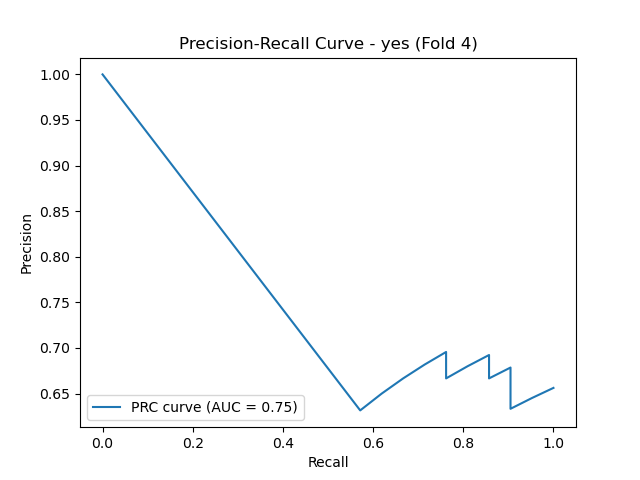 Precision-Recall Curve - yes (Fold 4)
1.00
0.95
0.90
0.85
0.80
0.75
0.70
0.65
Precision
PRC curve (AUC = 0.75)
0.0 0.2 0.4 0.6 0.8 1.0
Recall